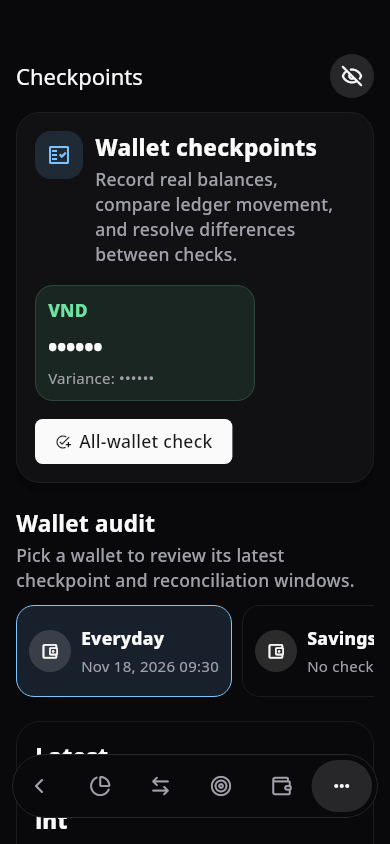 Checkpoints
Wallet checkpoints
Record real balances,
compare ledger movement,
and resolve differences
between checks.
VND
••••••
Variance: ••••••
All-wallet check
Wallet audit
Pick a wallet to review its latest
checkpoint and reconciliation windows.
Everyday
Nov 18, 2026 09:30
Savings
No check
Latest
int